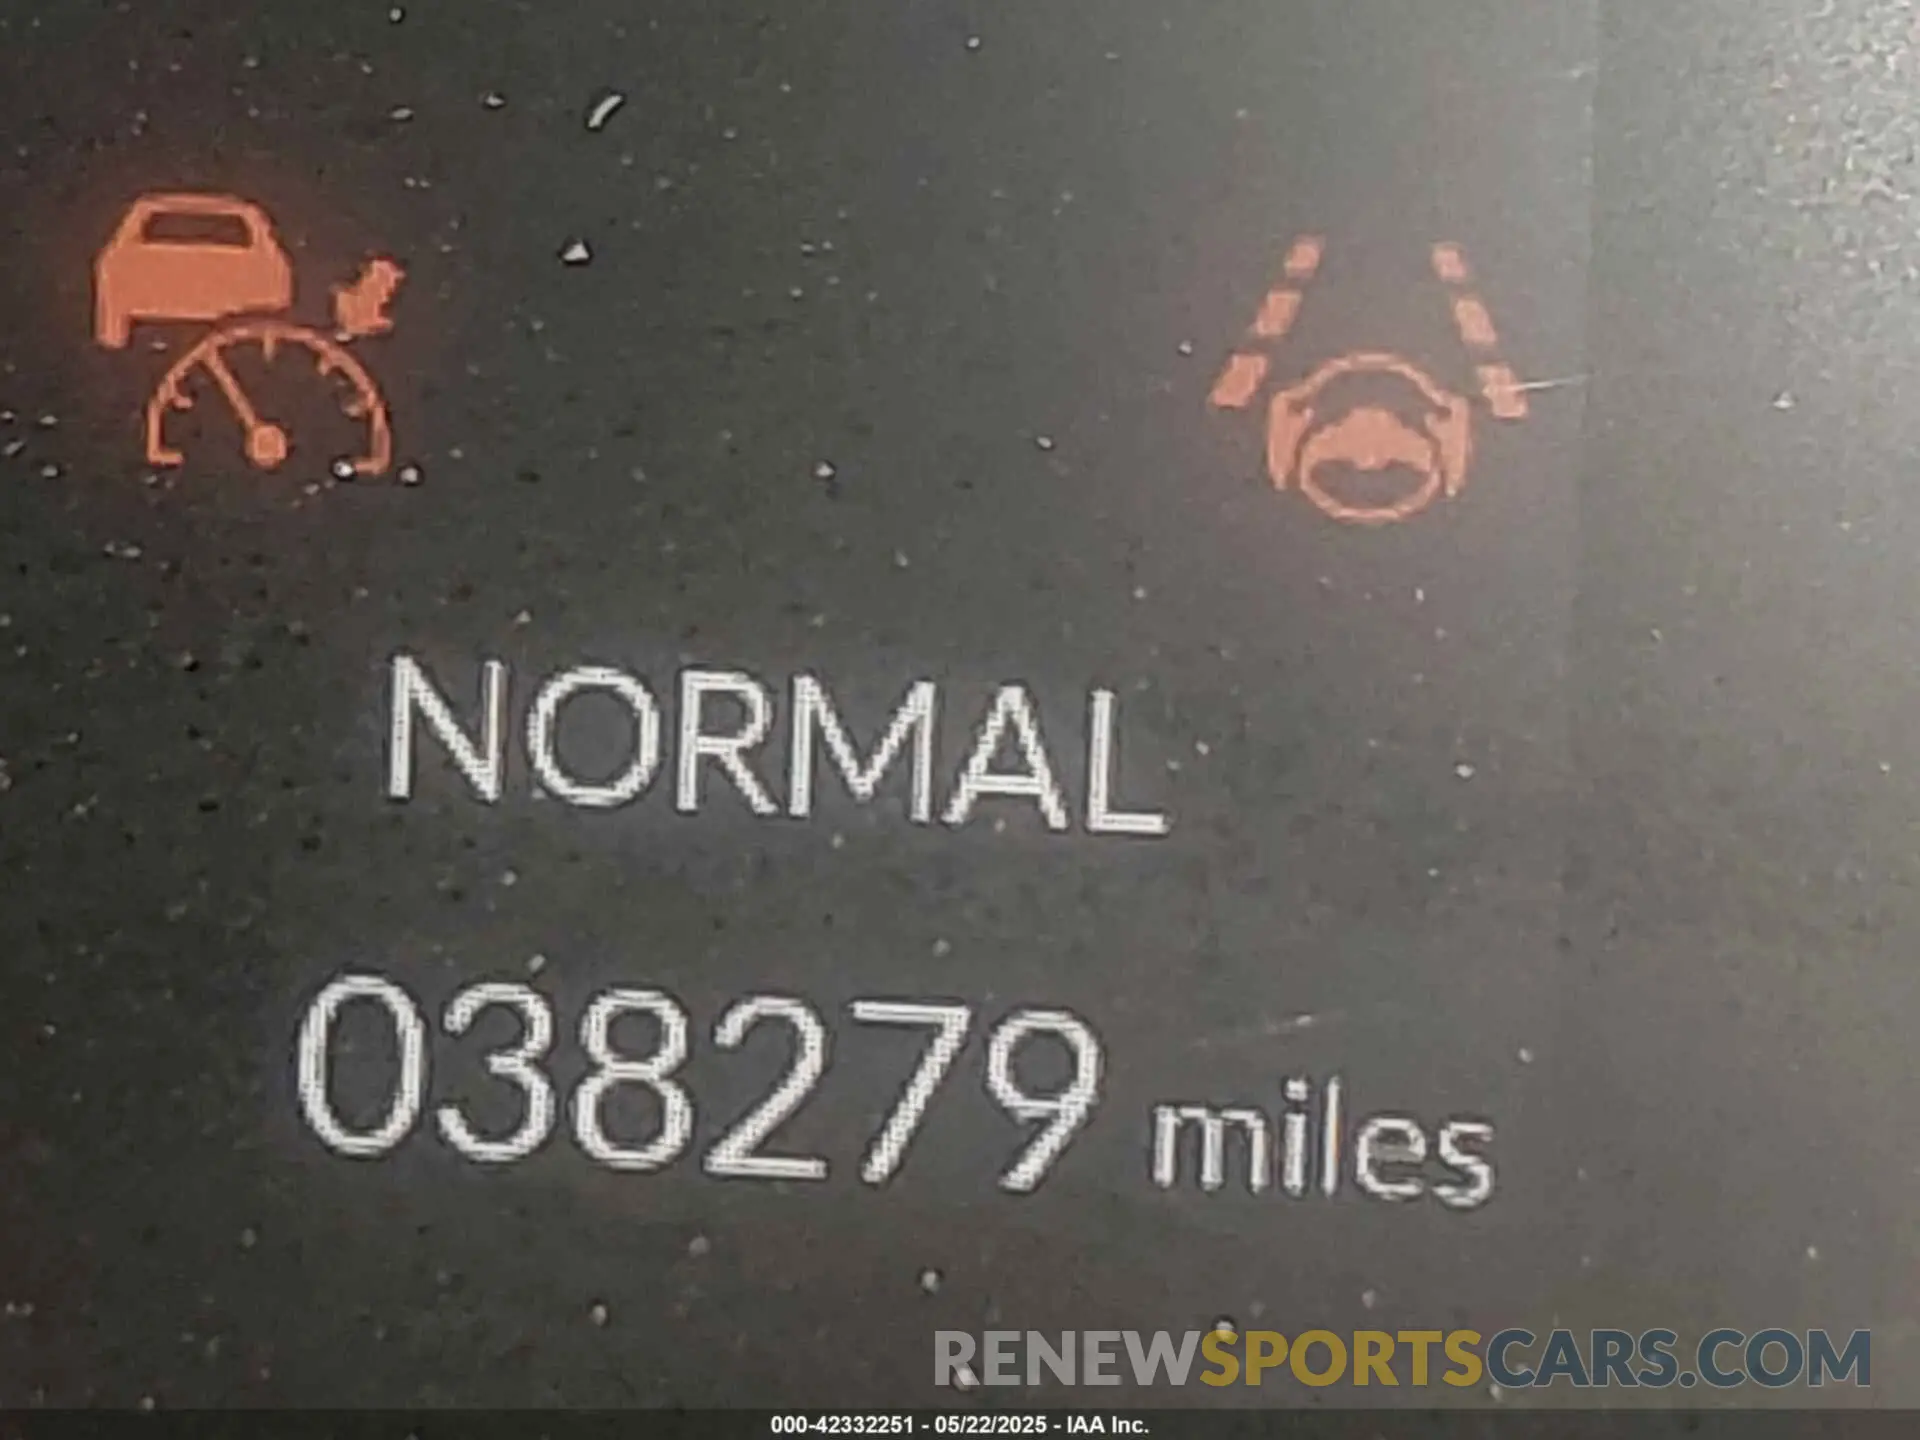 NORMAL
038279 miles
RENEWSPORTSCARS.COM
000-42332251 - 05/22/2025 - IAA Inc.